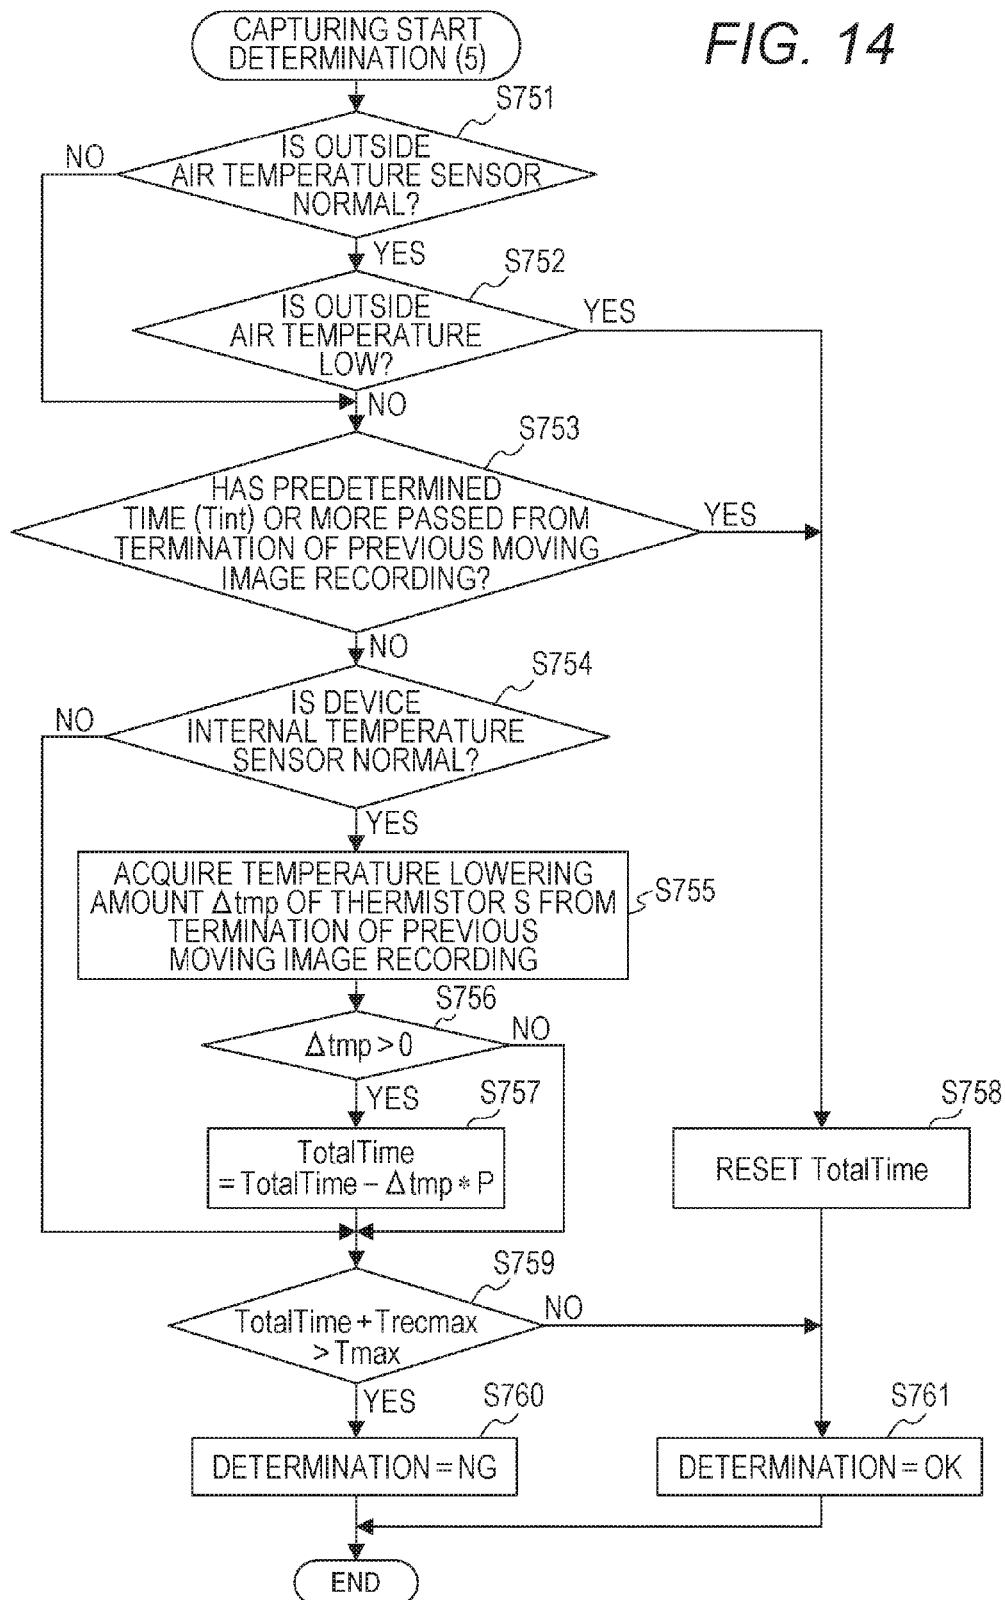 FIG. 14
CAPTURING START
DETERMINATION (5)
S751
IS OUTSIDE
AIR TEMPERATURE SENSOR
NORMAL?
NO
YES
S752
IS OUTSIDE
AIR TEMPERATURE
LOW?
YES
NO
S753
HAS PREDETERMINED
TIME (Tint) OR MORE PASSED FROM
TERMINATION OF PREVIOUS MOVING
IMAGE RECORDING?
YES
NO
S754
IS DEVICE
INTERNAL TEMPERATURE
SENSOR NORMAL?
NO
YES
ACQUIRE TEMPERATURE LOWERING
AMOUNT Δtmp OF THERMISTOR S FROM
TERMINATION OF PREVIOUS
MOVING IMAGE RECORDING
S755
S756
Δtmp > 0
NO
YES
S757
TotalTime
= TotalTime − Δtmp * P
S758
RESET TotalTime
S759
TotalTime + Trecmax
> Tmax
NO
YES
S760
DETERMINATION = NG
S761
DETERMINATION = OK
END